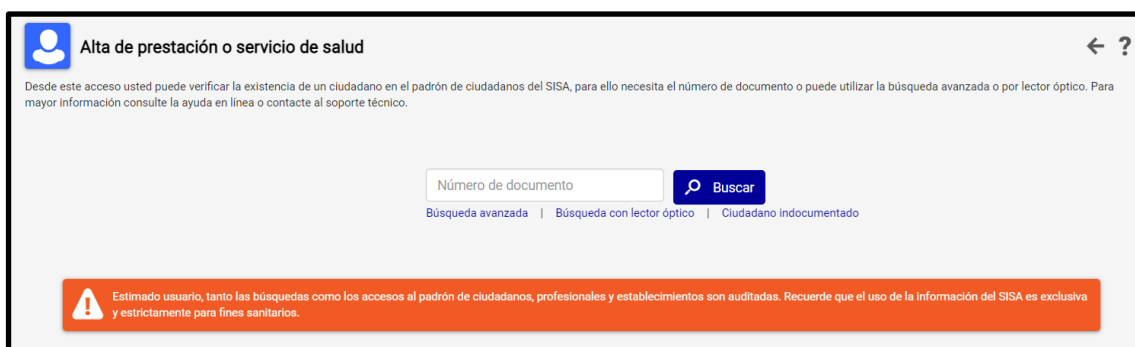 Alta de prestación o servicio de salud
?
Desde este acceso usted puede verificar la existencia de un ciudadano en el padrón de ciudadanos del SISA, para ello necesita el número de documento o puede utilizar la búsqueda avanzada o por lector óptico. Para
mayor información consulte la ayuda en línea o contacte al soporte técnico.
Número de documento
Buscar
Búsqueda avanzada | Búsqueda con lector óptico | Ciudadano indocumentado
Estimado usuario, tanto las búsquedas como los accesos al padrón de ciudadanos, profesionales y establecimientos son auditadas. Recuerde que el uso de la información del SISA es exclusiva
y estrictamente para fines sanitarios.